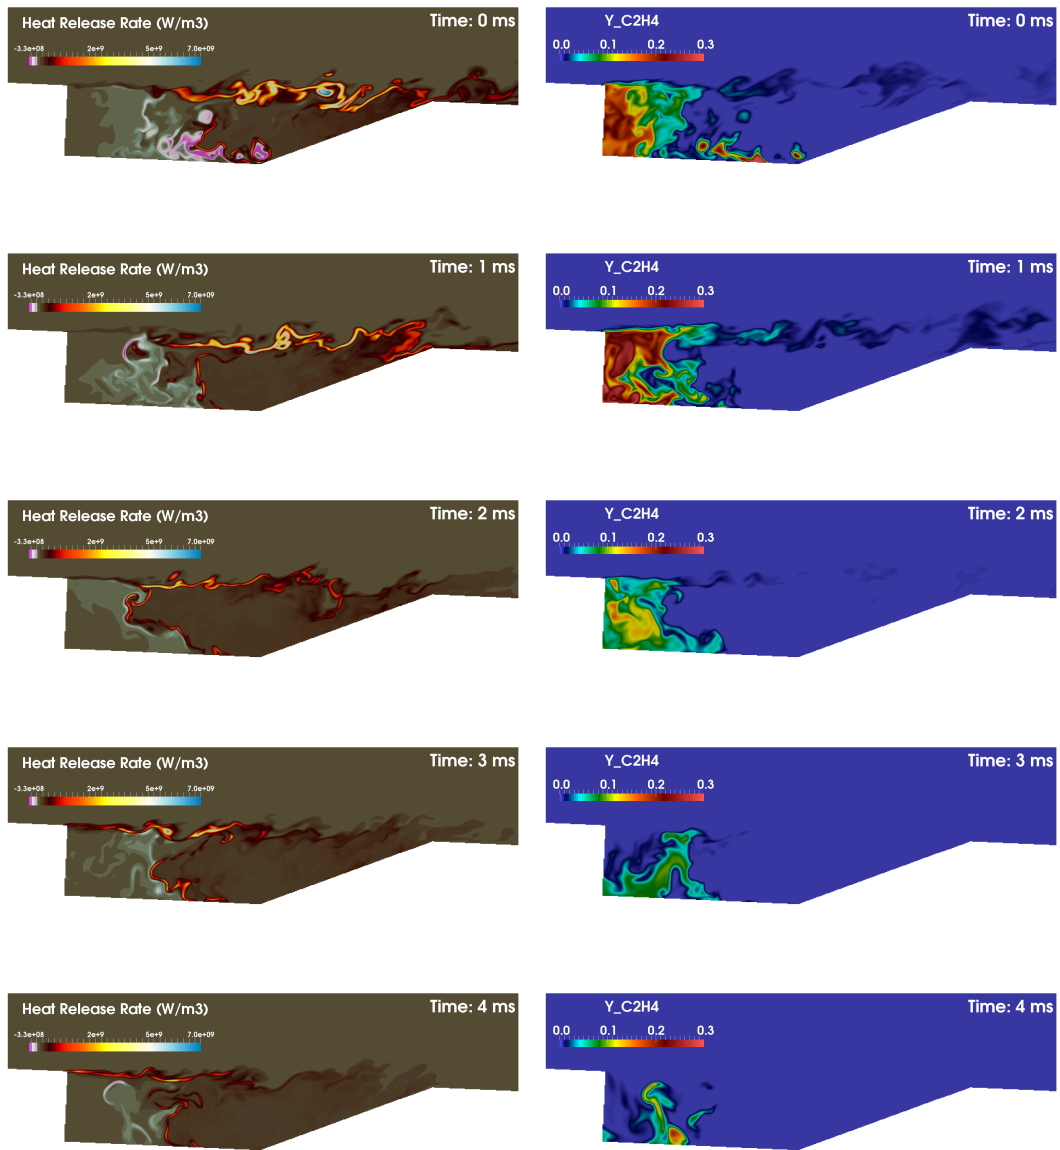 Heat Release Rate (W/m3)
Time: 0 ms
-3.3e+08 2e+9 5e+9 7.0e+09
Y_C2H4
Time: 0 ms
0.0 0.1 0.2 0.3
Heat Release Rate (W/m3)
Time: 1 ms
-3.3e+08 2e+9 5e+9 7.0e+09
Y_C2H4
Time: 1 ms
0.0 0.1 0.2 0.3
Heat Release Rate (W/m3)
Time: 2 ms
-3.3e+08 2e+9 5e+9 7.0e+09
Y_C2H4
Time: 2 ms
0.0 0.1 0.2 0.3
Heat Release Rate (W/m3)
Time: 3 ms
-3.3e+08 2e+9 5e+9 7.0e+09
Y_C2H4
Time: 3 ms
0.0 0.1 0.2 0.3
Heat Release Rate (W/m3)
Time: 4 ms
-3.3e+08 2e+9 5e+9 7.0e+09
Y_C2H4
Time: 4 ms
0.0 0.1 0.2 0.3